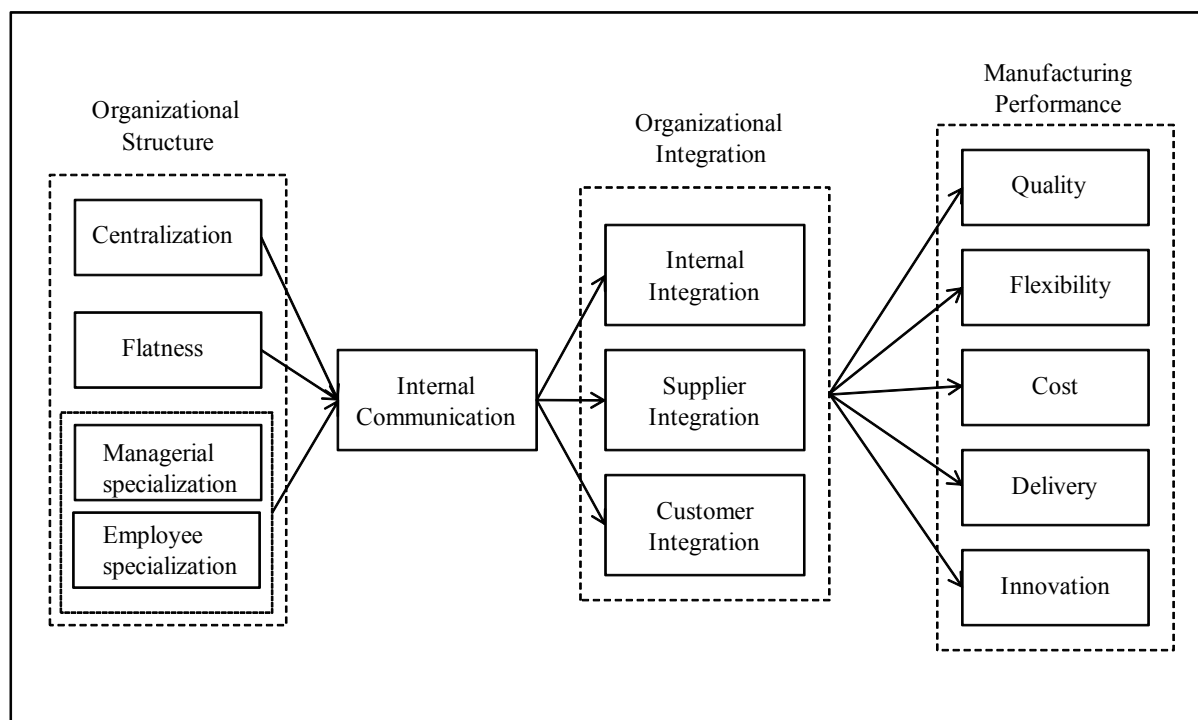 Organizational
Structure
Centralization
Flatness
Managerial
specialization
Employee
specialization
Internal
Communication
Organizational
Integration
Internal
Integration
Supplier
Integration
Customer
Integration
Manufacturing
Performance
Quality
Flexibility
Cost
Delivery
Innovation